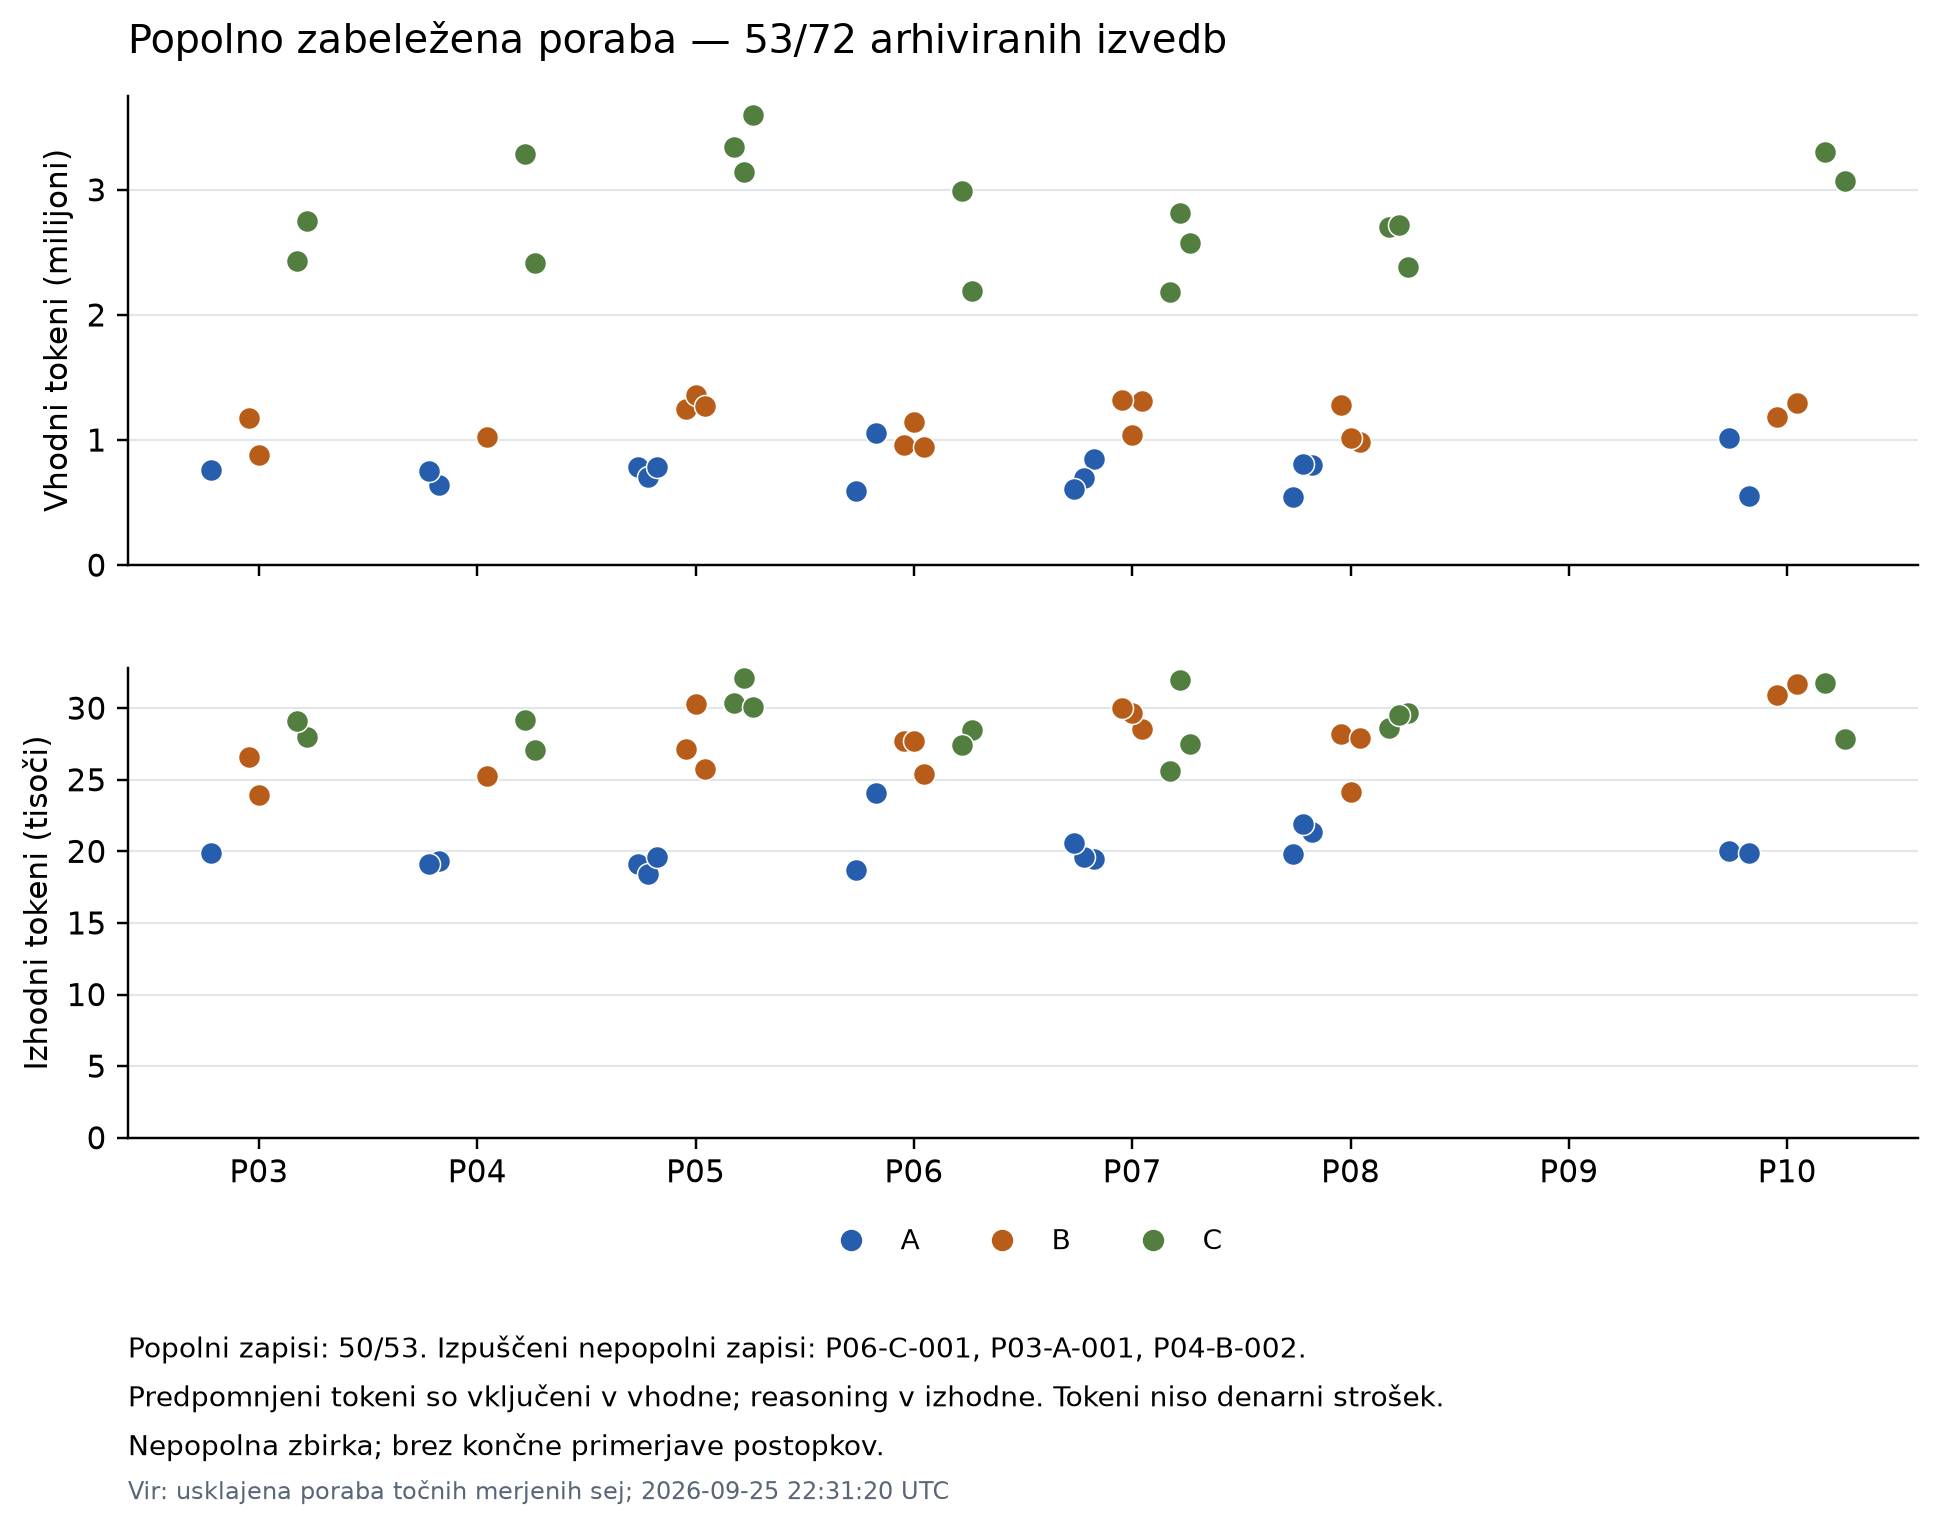 Popolno zabeležena poraba — 53/72 arhiviranih izvedb
Vhodni tokeni (milijoni)
3
2
1
0
Izhodni tokeni (tisoči)
30
25
20
15
10
5
0
P03 P04 P05 P06 P07 P08 P09 P10
A B C
Popolni zapisi: 50/53. Izpuščeni nepopolni zapisi: P06-C-001, P03-A-001, P04-B-002.
Predpomnjeni tokeni so vključeni v vhodne; reasoning v izhodne. Tokeni niso denarni strošek.
Nepopolna zbirka; brez končne primerjave postopkov.
Vir: usklajena poraba točnih merjenih sej; 2026-09-25 22:31:20 UTC